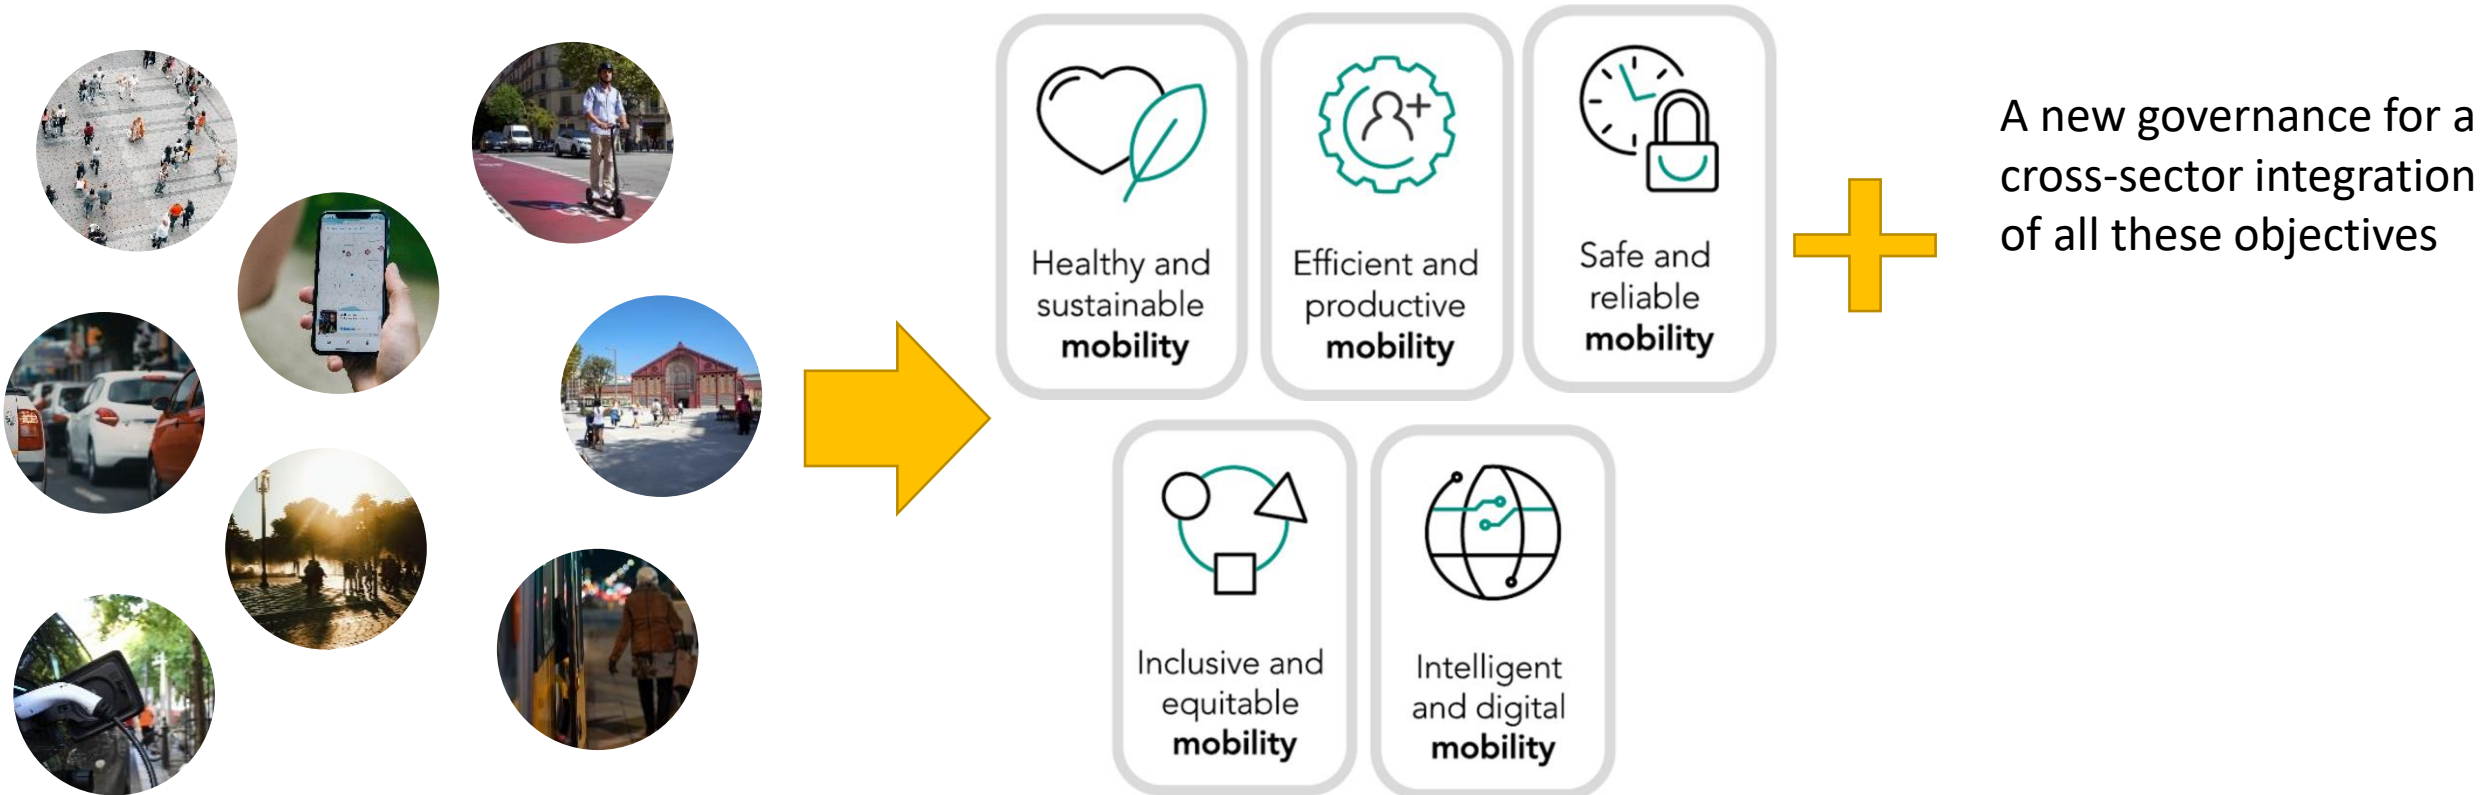 Healthy and
sustainable
mobility
Efficient and
productive
mobility
Safe and
reliable
mobility
Inclusive and
equitable
mobility
Intelligent
and digital
mobility
A new governance for a
cross-sector integration
of all these objectives